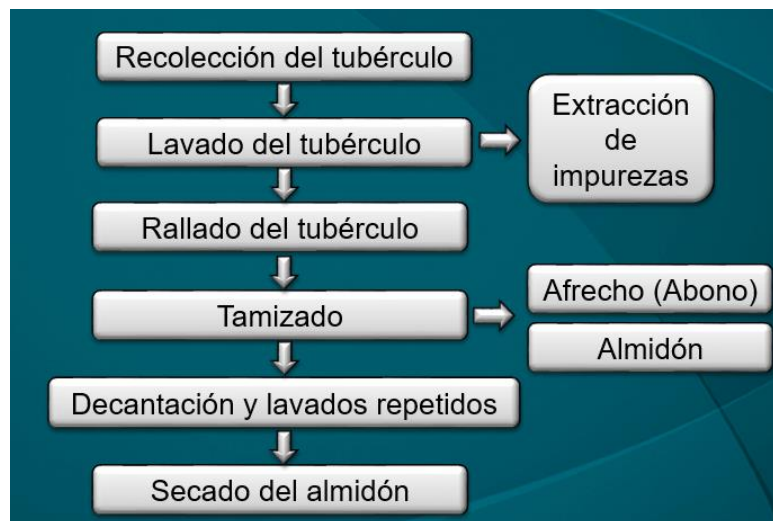 Recolección del tubérculo
Lavado del tubérculo
Extracción
de
impurezas
Rallado del tubérculo
Tamizado
Afrecho (Abono)
Almidón
Decantación y lavados repetidos
Secado del almidón